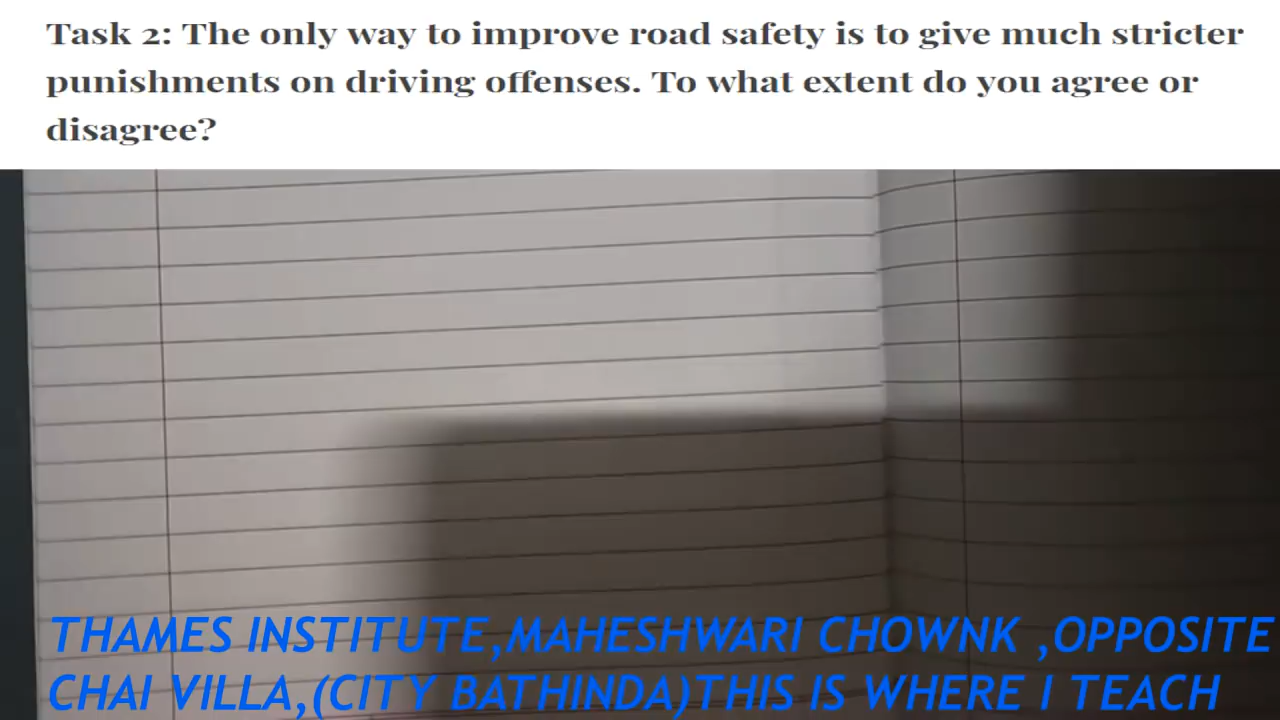 Task 2: The only way to improve road safety is to give much stricter
punishments on driving offenses. To what extent do you agree or
disagree?
THAMES INSTITUTE,MAHESHWARI CHOWNK ,OPPOSITE
CHAI VILLA,(CITY BATHINDA)THIS IS WHERE I TEACH